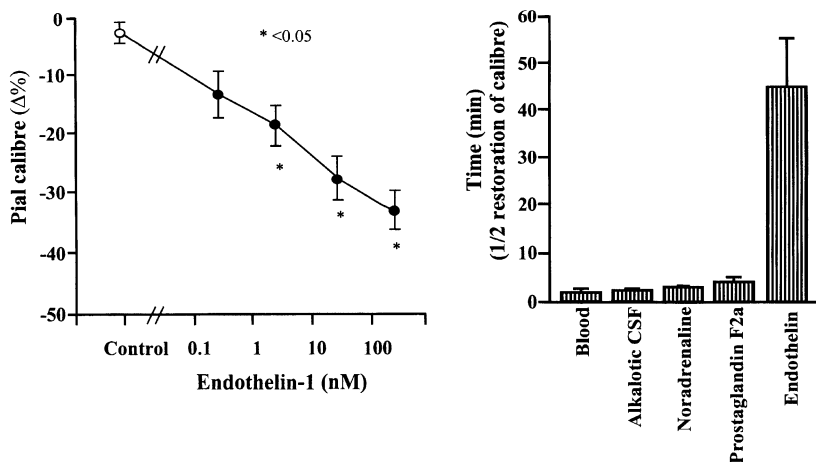 0
-10
-20
-30
-40
-50
Pial calibre (Δ%)
* <0.05
*
*
*
Control
0.1
1
10
100
Endothelin-1 (nM)
60
50
40
30
20
10
0
Time (min)
(1/2 restoration of calibre)
Blood
Alkalotic CSF
Noradrenaline
Prostaglandin F2a
Endothelin